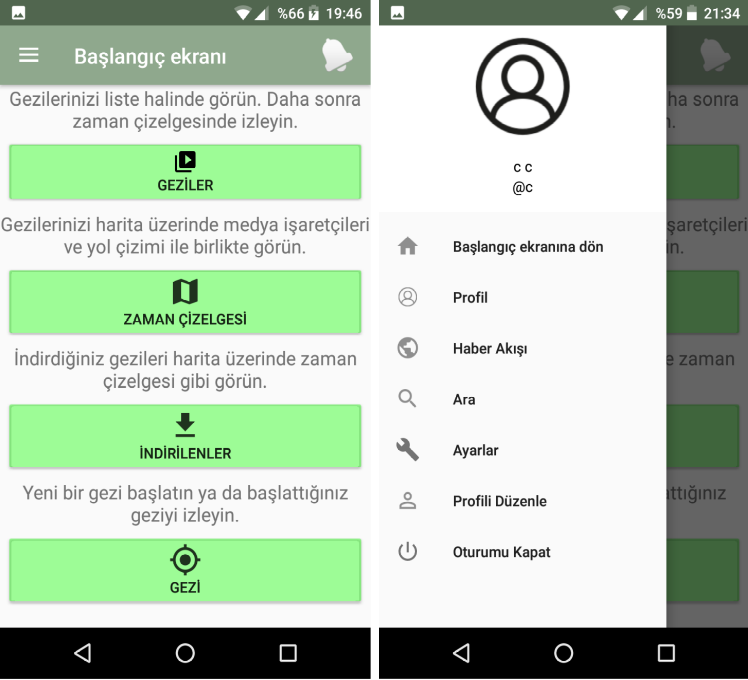 %66 19:46
Başlangıç ekranı
Gezilerinizi liste halinde görün. Daha sonra
zaman çizelgesinde izleyin.
GEZİLER
Gezilerinizi harita üzerinde medya işaretçileri
ve yol çizimi ile birlikte görün.
ZAMAN ÇİZELGESİ
İndirdiğiniz gezileri harita üzerinde zaman
çizelgesi gibi görün.
İNDİRİLENLER
Yeni bir gezi başlatın ya da başlattığınız
geziyi izleyin.
GEZİ
%59 21:34
c c
@c
Başlangıç ekranına dön
Profil
Haber Akışı
Ara
Ayarlar
Profili Düzenle
Oturumu Kapat
ha sonra
n.
şaretçileri
in.
e zaman
attığınız